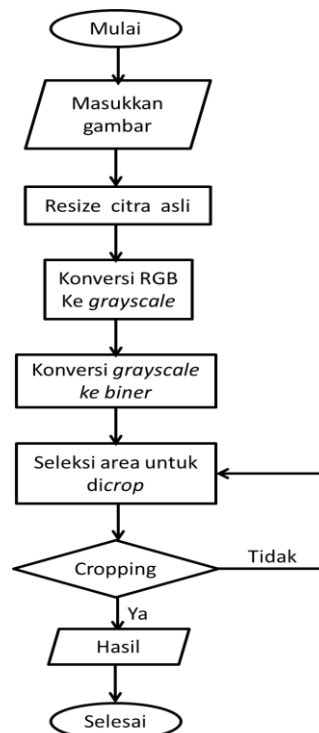 Mulai
Masukkan
gambar
Resize citra asli
Konversi RGB
Ke grayscale
Konversi grayscale
ke biner
Seleksi area untuk
dicrop
Cropping
Tidak
Ya
Hasil
Selesai